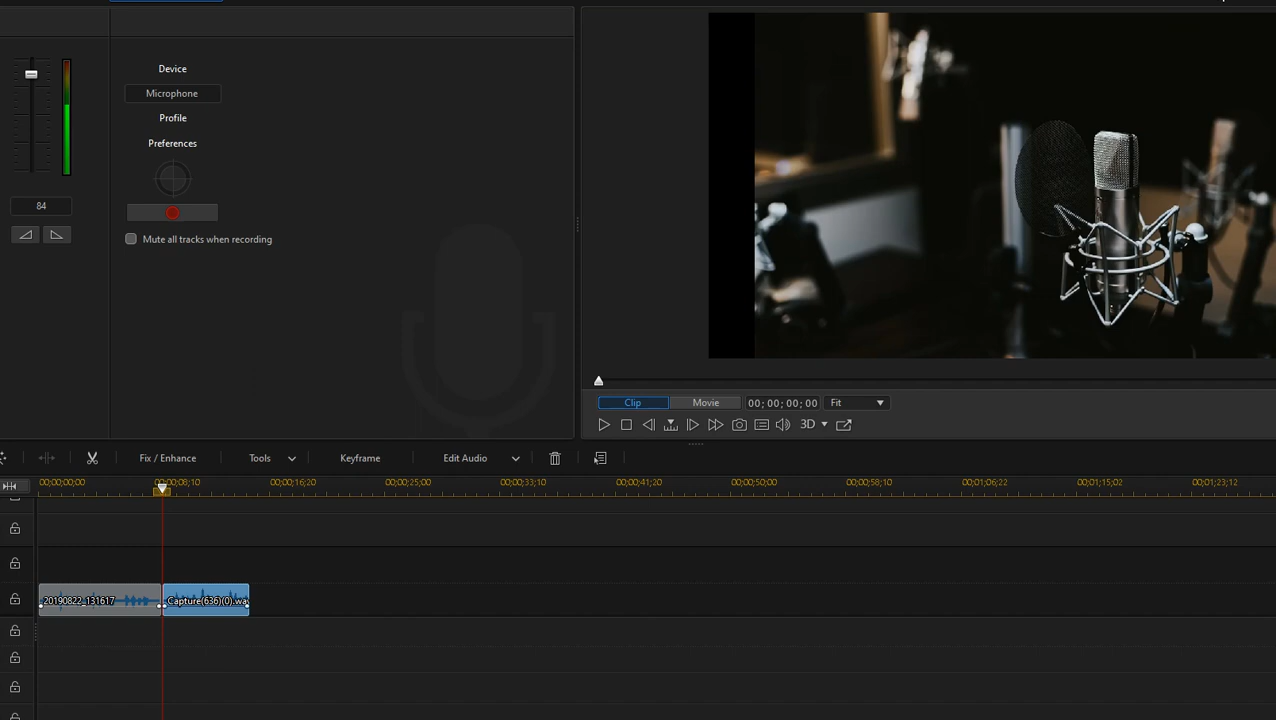 Device
Microphone
Profile
Preferences
84
Mute all tracks when recording
Clip Movie 00; 00; 00; 00 Fit
3D
Fix / Enhance Tools Keyframe Edit Audio
00;00;00;00 00;00;08;10 00;00;16;20 00;00;25;00 00;00;33;10 00;00;41;20 00;00;50;00 00;00;58;10 00;01;06;22 00;01;15;02 00;01;23;12
20190822_131617 Capture(636)(0).wav